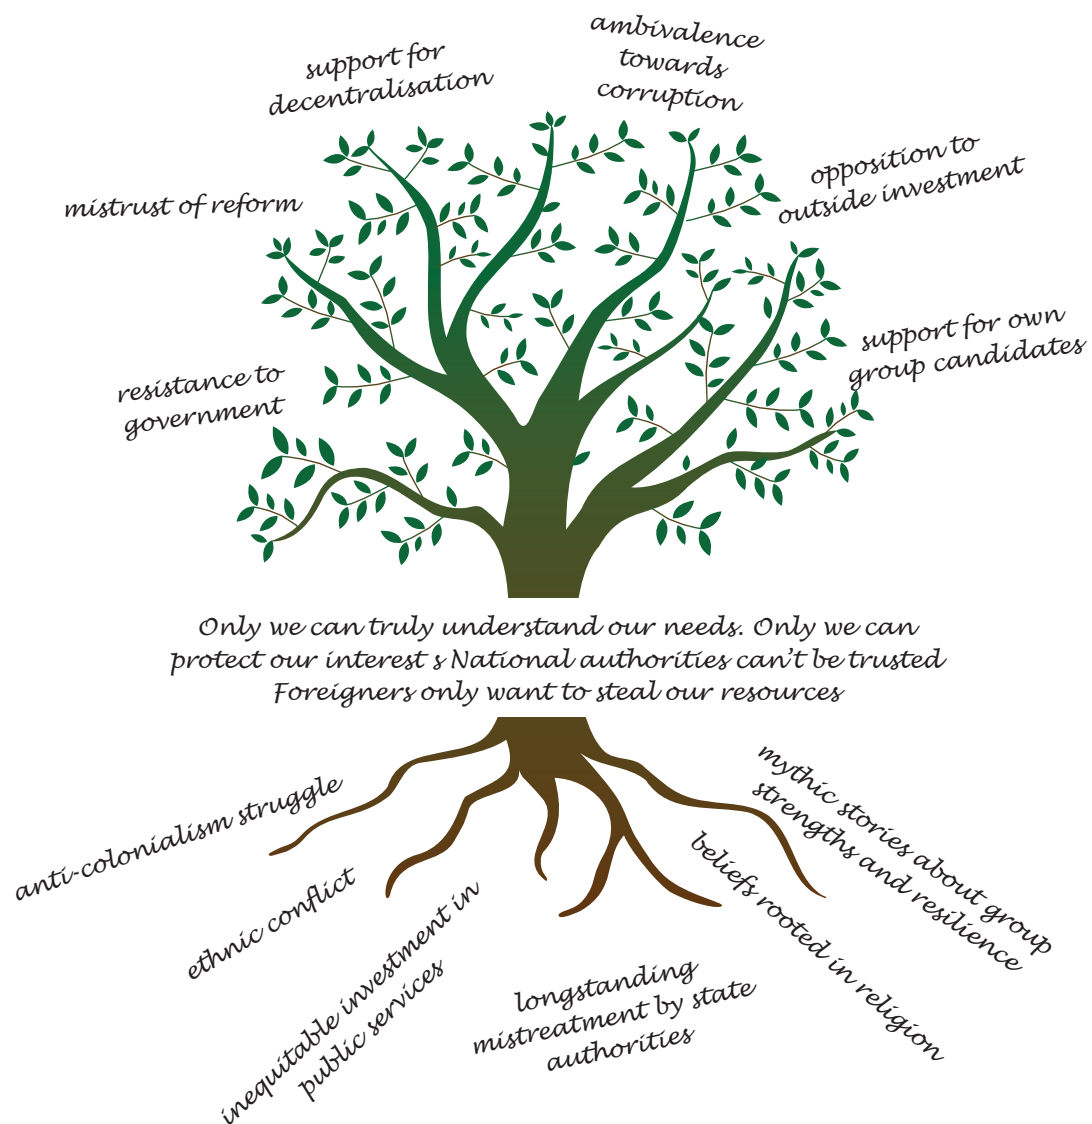 support for
decentralisation
ambivalence
towards
corruption
mistrust of reform
opposition to
outside investment
resistance to
government
support for own
group candidates
Only we can truly understand our needs. Only we can
protect our interest s National authorities can't be trusted
Foreigners only want to steal our resources
anti-colonialism struggle
ethnic conflict
inequitable investment in
public services
longstanding
mistreatment by state
authorities
beliefs rooted in religion
mythic stories about group
strengths and resilience